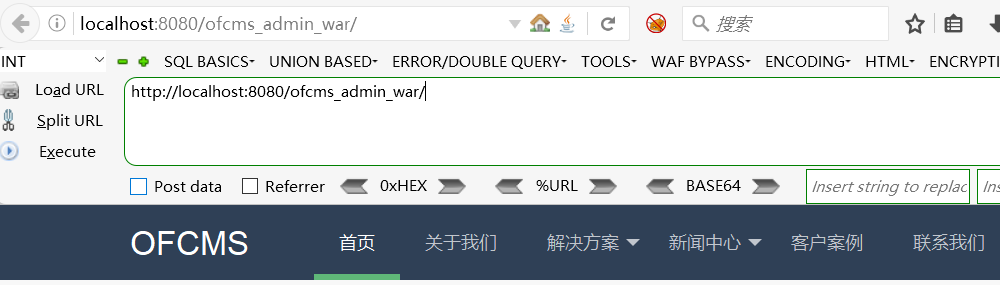 localhost:8080/ofcms_admin_war/ 搜索
INT SQL BASICS UNION BASED ERROR/DOUBLE QUERY TOOLS WAF BYPASS ENCODING HTML ENCRYPTI
Load URL http://localhost:8080/ofcms_admin_war/
Split URL
Execute
Post data Referrer 0xHEX %URL BASE64 Insert string to replac Ins
OFCMS 首页 关于我们 解决方案 新闻中心 客户案例 联系我们